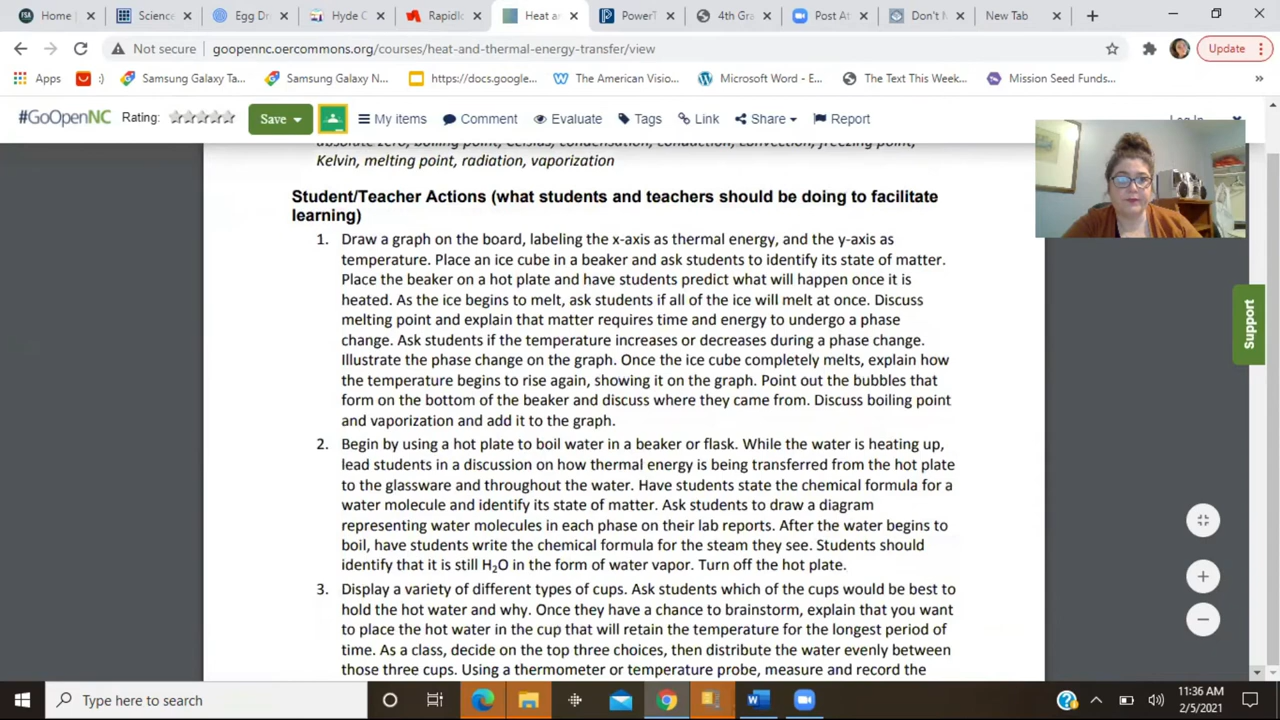 Home
Science
Egg Dr
Hyde C
Rapidl
Heat a
PowerT
4th Gra
Post At
Don't M
New Tab
Not secure goopennc.oercommons.org/courses/heat-and-thermal-energy-transfer/view
Update
Apps
:)
Samsung Galaxy Ta...
Samsung Galaxy N...
https://docs.google...
The American Visio...
Microsoft Word - E...
The Text This Week...
Mission Seed Funds...
»
#GoOpenNC Rating: Save My items Comment Evaluate Tags Link Share Report
absolute zero, boiling point, Celsius, condensation, conduction, convection, freezing point,
Kelvin, melting point, radiation, vaporization
Student/Teacher Actions (what students and teachers should be doing to facilitate
learning)
1. Draw a graph on the board, labeling the x-axis as thermal energy, and the y-axis as
temperature. Place an ice cube in a beaker and ask students to identify its state of matter.
Place the beaker on a hot plate and have students predict what will happen once it is
heated. As the ice begins to melt, ask students if all of the ice will melt at once. Discuss
melting point and explain that matter requires time and energy to undergo a phase
change. Ask students if the temperature increases or decreases during a phase change.
Illustrate the phase change on the graph. Once the ice cube completely melts, explain how
the temperature begins to rise again, showing it on the graph. Point out the bubbles that
form on the bottom of the beaker and discuss where they came from. Discuss boiling point
and vaporization and add it to the graph.
2. Begin by using a hot plate to boil water in a beaker or flask. While the water is heating up,
lead students in a discussion on how thermal energy is being transferred from the hot plate
to the glassware and throughout the water. Have students state the chemical formula for a
water molecule and identify its state of matter. Ask students to draw a diagram
representing water molecules in each phase on their lab reports. After the water begins to
boil, have students write the chemical formula for the steam they see. Students should
identify that it is still H₂O in the form of water vapor. Turn off the hot plate.
3. Display a variety of different types of cups. Ask students which of the cups would be best to
hold the hot water and why. Once they have a chance to brainstorm, explain that you want
to place the hot water in the cup that will retain the temperature for the longest period of
time. As a class, decide on the top three choices, then distribute the water evenly between
those three cups. Using a thermometer or temperature probe, measure and record the
Support
Type here to search
11:36 AM
2/5/2021